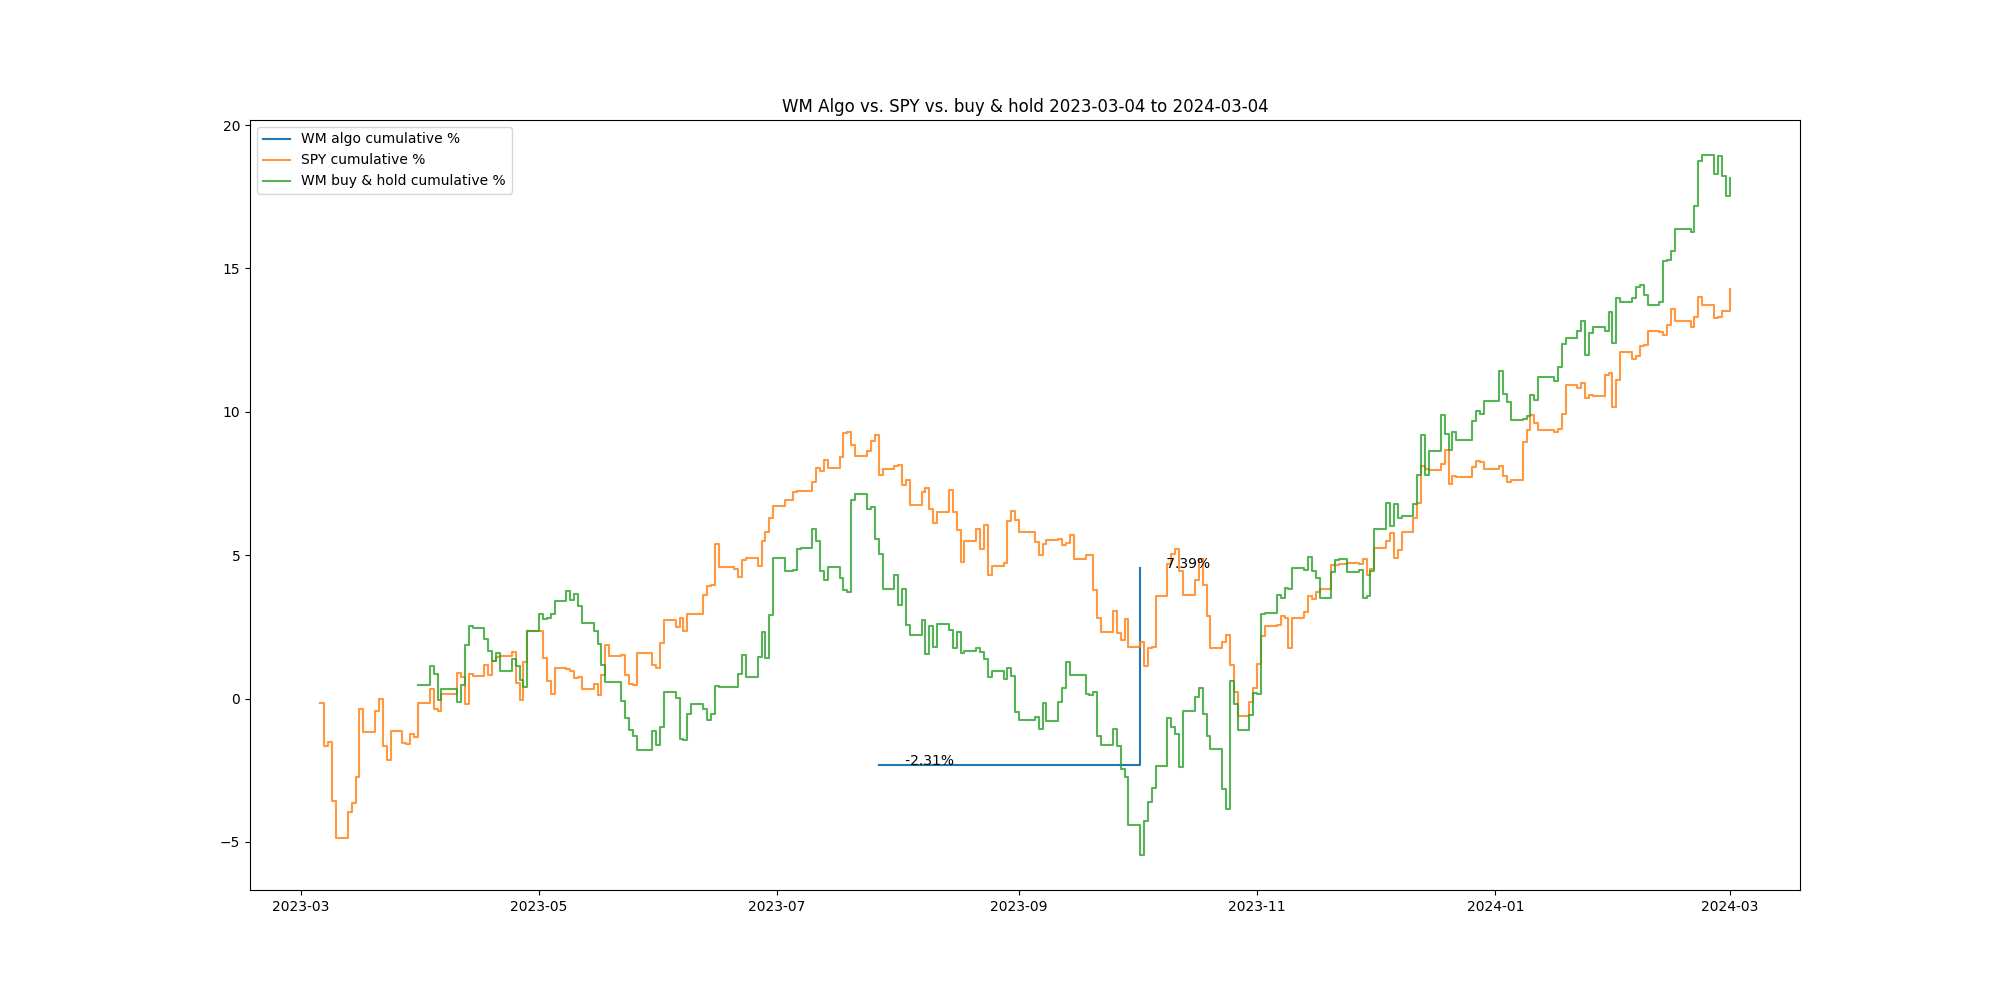 WM Algo vs. SPY vs. buy & hold 2023-03-04 to 2024-03-04
WM algo cumulative %
SPY cumulative %
WM buy & hold cumulative %
20
15
10
5
0
−5
7.39%
-2.31%
2023-03 2023-05 2023-07 2023-09 2023-11 2024-01 2024-03